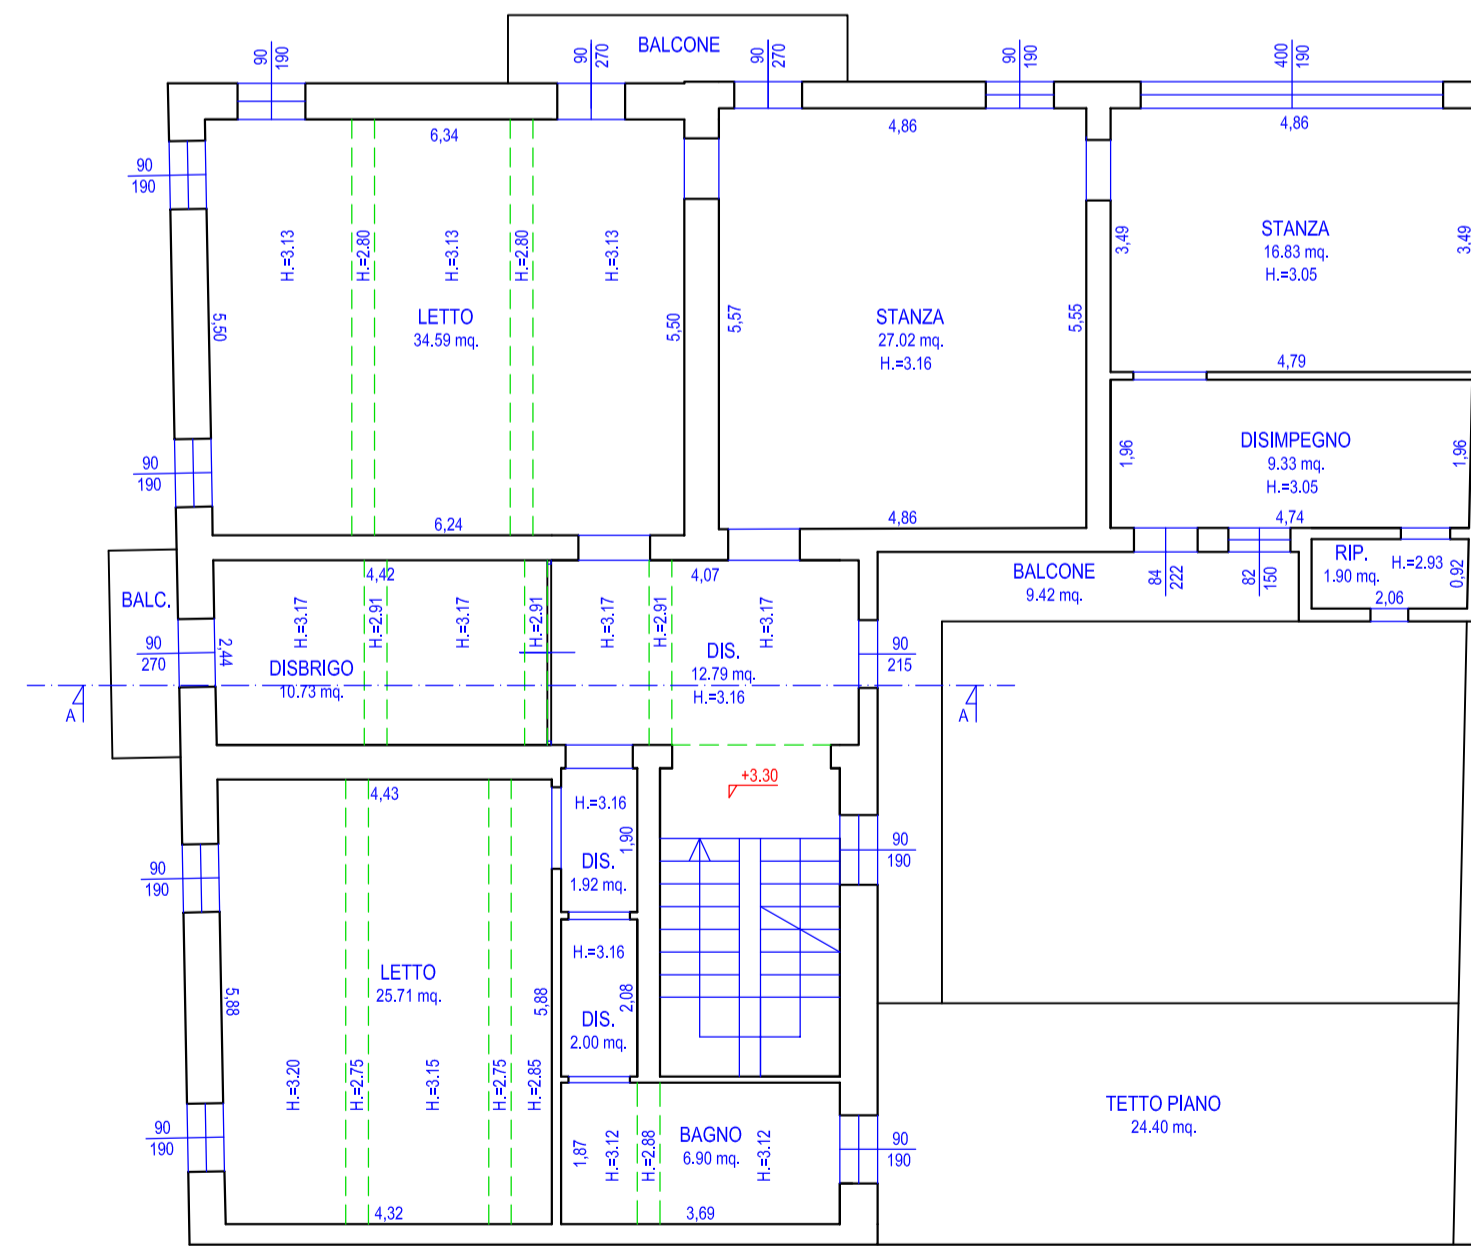 BALCONE
90
190
90
270
90
270
90
190
400
190
6,34
4,86
4,86
90
190
H.=3.13
H.=2.80
H.=3.13
H.=2.80
H.=3.13
LETTO
34.59 mq.
5,50
5,50
5,57
STANZA
27.02 mq.
H.=3.16
5,55
3,49
STANZA
16.83 mq.
H.=3.05
3,49
4,79
90
190
6,24
4,86
1,96
DISIMPEGNO
9.33 mq.
H.=3.05
1,96
4,74
BALC.
4,42
4,07
H.=3.17
H.=2.91
H.=3.17
H.=2.91
H.=3.17
H.=2.91
H.=3.17
BALCONE
9.42 mq.
84
222
82
150
RIP.
1.90 mq.
H.=2.93
0,92
2,06
90
270
2,44
DISBRIGO
10.73 mq.
DIS.
12.79 mq.
H.=3.16
90
215
A
A
+3.30
4,43
H.=3.16
1,90
DIS.
1.92 mq.
90
190
90
190
LETTO
25.71 mq.
5,88
5,88
H.=3.16
2,08
DIS.
2.00 mq.
H.=3.20
H.=2.75
H.=3.15
H.=2.75
H.=2.85
90
190
1,87
H.=3.12
H.=2.88
BAGNO
6.90 mq.
H.=3.12
90
190
TETTO PIANO
24.40 mq.
4,32
3,69